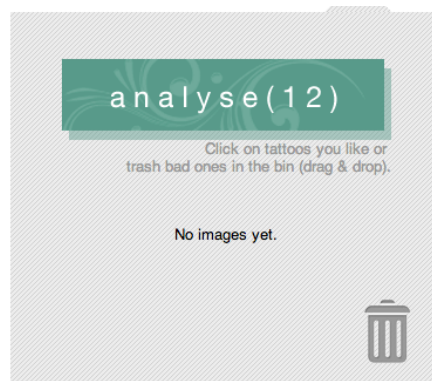 analyse(12)
Click on tattoos you like or
trash bad ones in the bin (drag & drop).
No images yet.